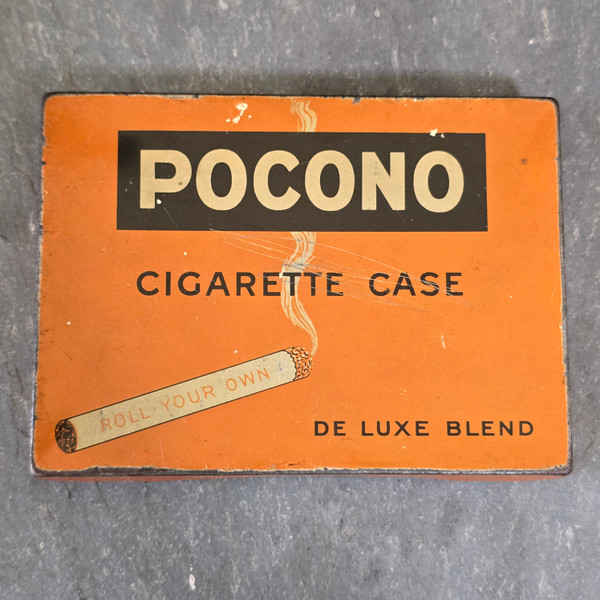 POCONO
CIGARETTE CASE
ROLL YOUR OWN
DE LUXE BLEND